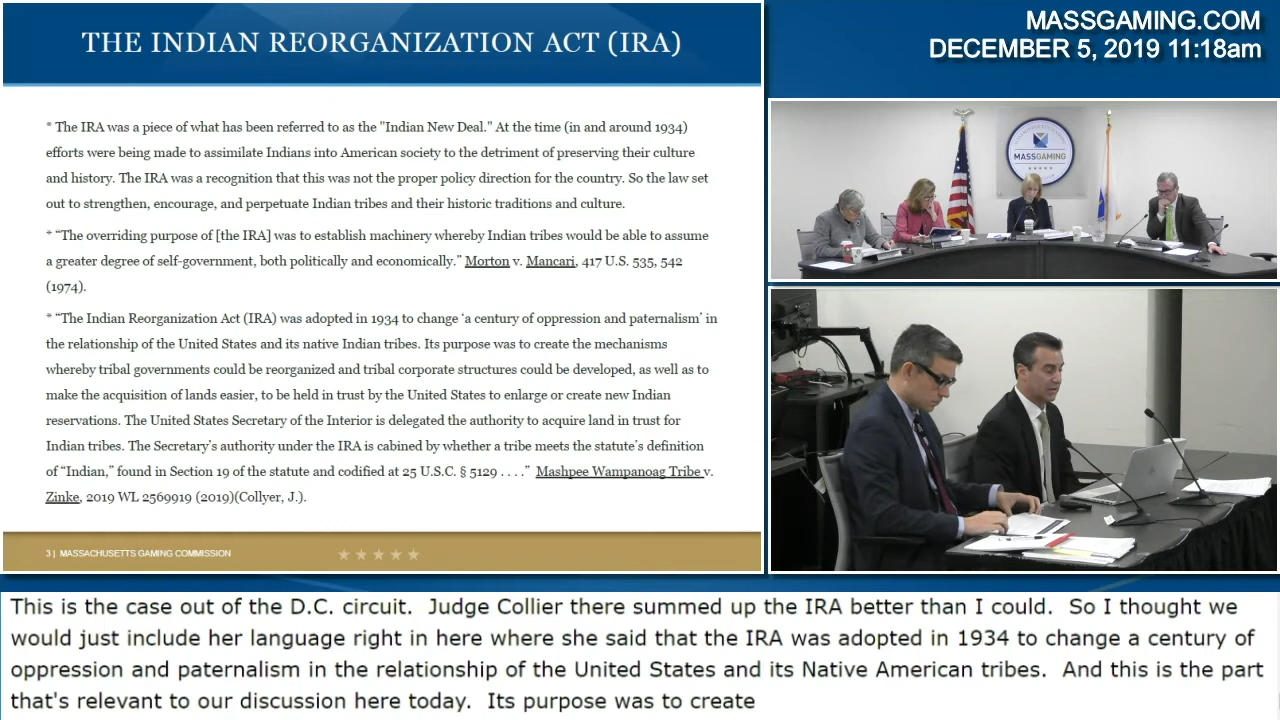 THE INDIAN REORGANIZATION ACT (IRA)
* The IRA was a piece of what has been referred to as the "Indian New Deal." At the time (in and around 1934)
efforts were being made to assimilate Indians into American society to the detriment of preserving their culture
and history. The IRA was a recognition that this was not the proper policy direction for the country. So the law set
out to strengthen, encourage, and perpetuate Indian tribes and their historic traditions and culture.
* “The overriding purpose of [the IRA] was to establish machinery whereby Indian tribes would be able to assume
a greater degree of self-government, both politically and economically.” Morton v. Mancari, 417 U.S. 535, 542
(1974).
* “The Indian Reorganization Act (IRA) was adopted in 1934 to change ‘a century of oppression and paternalism’ in
the relationship of the United States and its native Indian tribes. Its purpose was to create the mechanisms
whereby tribal governments could be reorganized and tribal corporate structures could be developed, as well as to
make the acquisition of lands easier, to be held in trust by the United States to enlarge or create new Indian
reservations. The United States Secretary of the Interior is delegated the authority to acquire land in trust for
Indian tribes. The Secretary’s authority under the IRA is cabined by whether a tribe meets the statute’s definition
of “Indian,” found in Section 19 of the statute and codified at 25 U.S.C. § 5129 . . . .” Mashpee Wampanoag Tribe v.
Zinke, 2019 WL 2569919 (2019)(Collyer, J.).
3 | MASSACHUSETTS GAMING COMMISSION
MASSGAMING.COM
DECEMBER 5, 2019 11:18am
MASSGAMING
This is the case out of the D.C. circuit. Judge Collier there summed up the IRA better than I could. So I thought we
would just include her language right in here where she said that the IRA was adopted in 1934 to change a century of
oppression and paternalism in the relationship of the United States and its Native American tribes. And this is the part
that's relevant to our discussion here today. Its purpose was to create